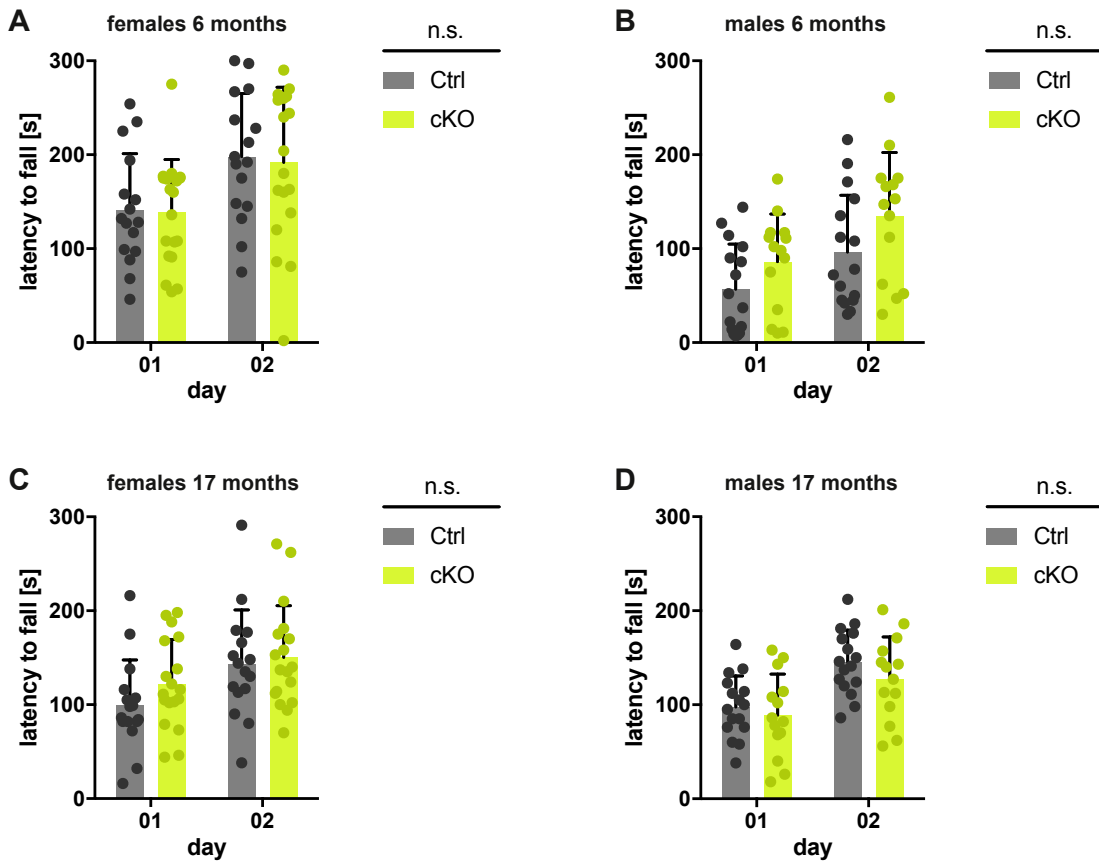 A
females 6 months
n.s.
Ctrl
cKO
latency to fall [s]
300
200
100
0
01
02
day
B
males 6 months
n.s.
Ctrl
cKO
latency to fall [s]
300
200
100
0
01
02
day
C
females 17 months
n.s.
Ctrl
cKO
latency to fall [s]
300
200
100
0
01
02
day
D
males 17 months
n.s.
Ctrl
cKO
latency to fall [s]
300
200
100
0
01
02
day